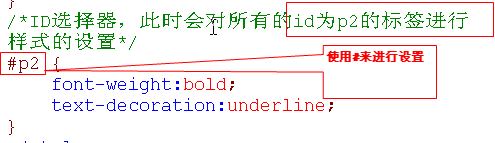 }
/*ID选择器，此时会对所有的id为p2的标签进行
样式的设置*/
#p2 {
使用#来进行设置
font-weight:bold;
text-decoration:underline;
}